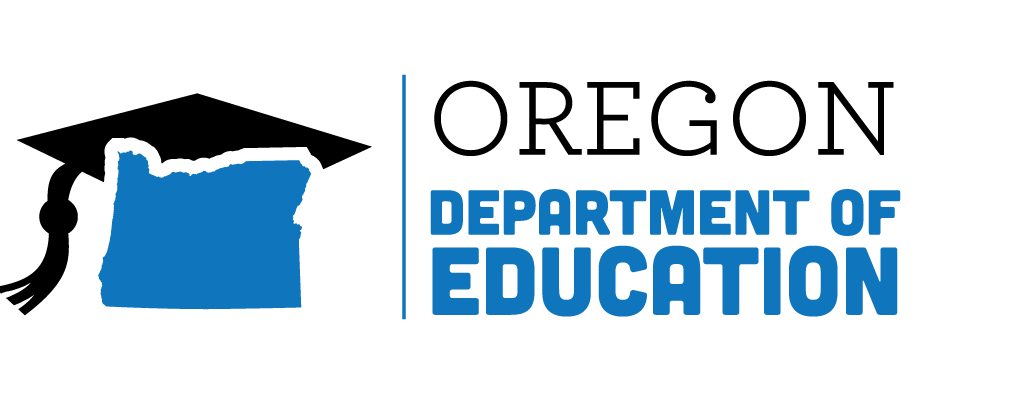 OREGON
DEPARTMENT OF
EDUCATION